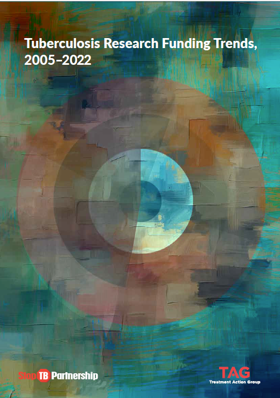 Tuberculosis Research Funding Trends,
2005–2022
Stop TB Partnership
TAG
Treatment Action Group